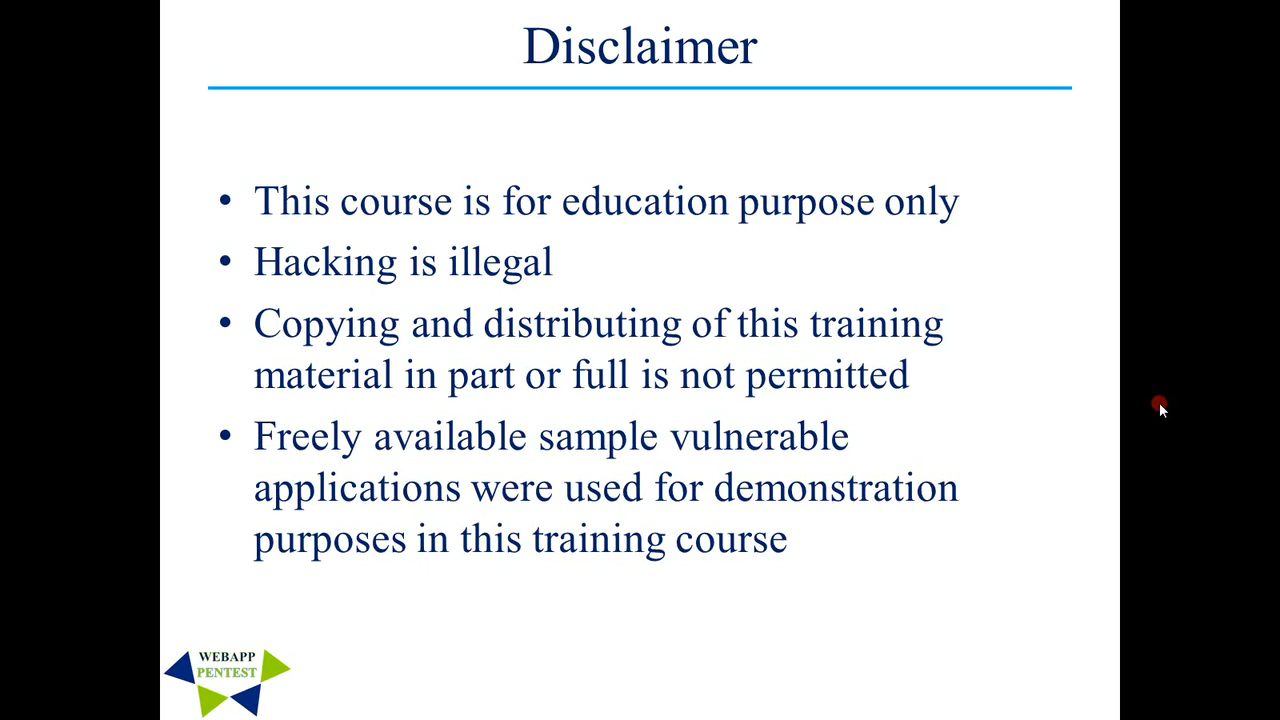 Disclaimer
• This course is for education purpose only
• Hacking is illegal
• Copying and distributing of this training
material in part or full is not permitted
• Freely available sample vulnerable
applications were used for demonstration
purposes in this training course
WEBAPP
PENTEST